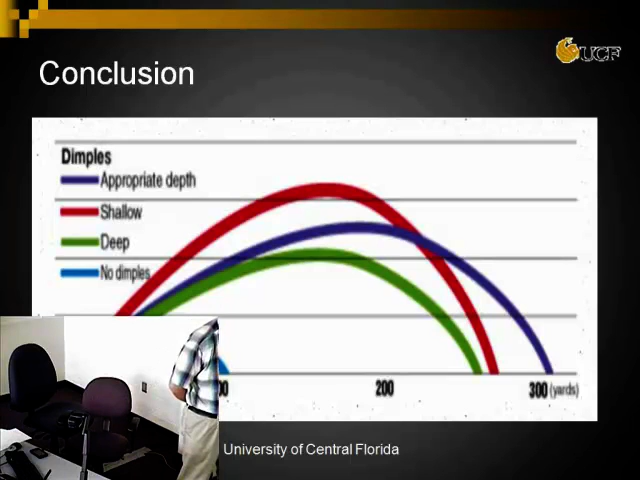 UCF
Conclusion
Dimples
Appropriate depth
Shallow
Deep
No dimples
200
300 (yards)
University of Central Florida